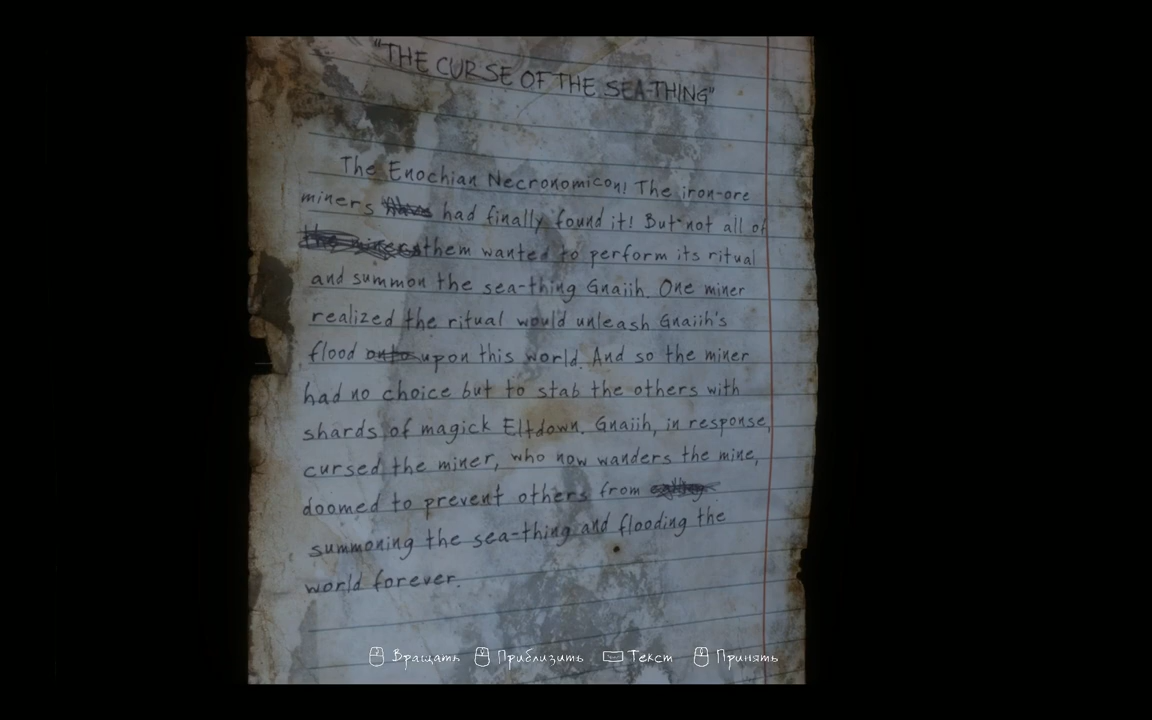 "THE CURSE OF THE SEA-THING"
The Enochian Necronomicon! The iron-ore
miners had finally found it! But not all of
the miners them wanted to perform its ritual
and summon the sea-thing Gnaiih. One miner
realized the ritual would unleash Gnaiih's
flood onto upon this world. And so the miner
had no choice but to stab the others with
shards of magick Eltdown. Gnaiih, in response,
cursed the miner, who now wanders the mine,
doomed to prevent others from
summoning the sea-thing and flooding the
world forever.
Вращать Приблизить Текст Принять